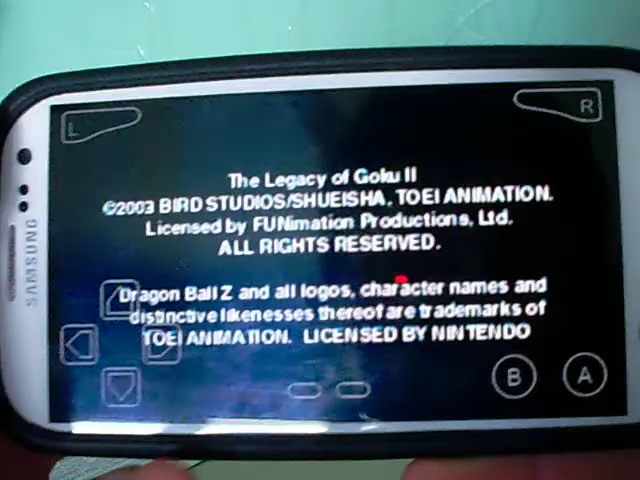 L
R
The Legacy of Goku II
©2003 BIRD STUDIOS/SHUEISHA, TOEI ANIMATION.
Licensed by FUNimation Productions, Ltd.
ALL RIGHTS RESERVED.
Dragon Ball Z and all logos, character names and
distinctive likenesses thereof are trademarks of
TOEI ANIMATION. LICENSED BY NINTENDO
B
A
SAMSUNG